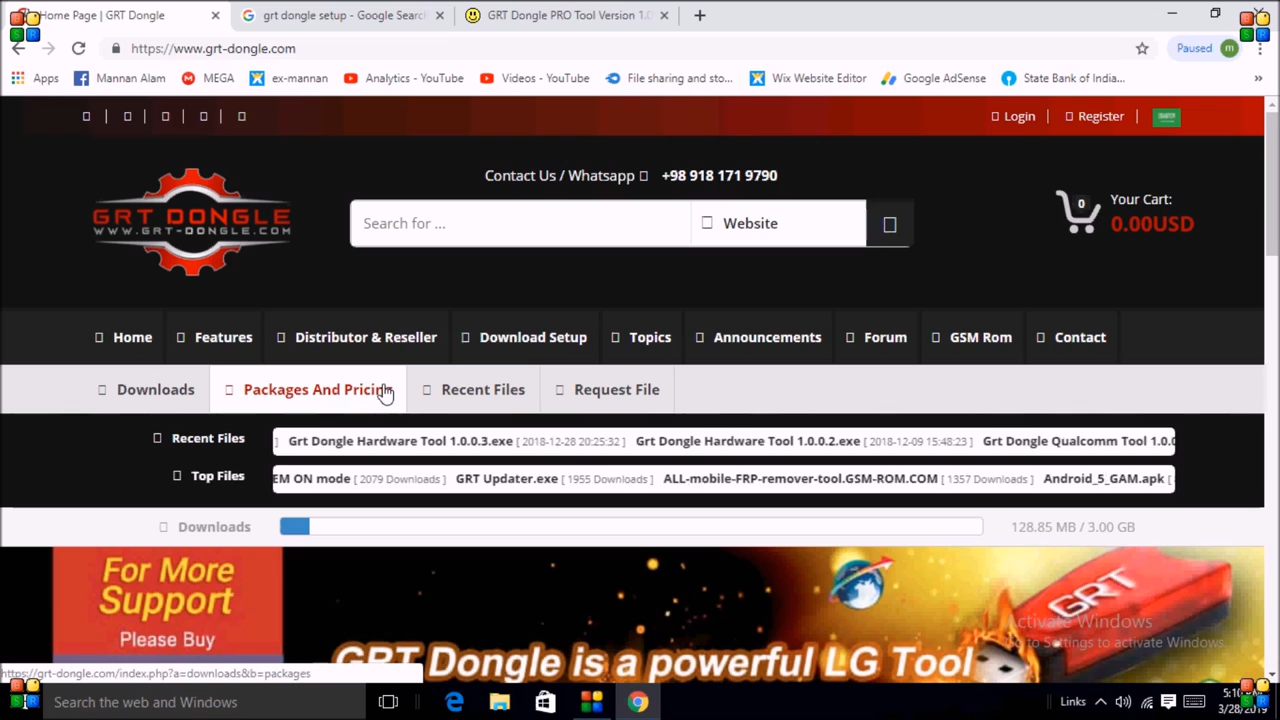 Home Page | GRT Dongle
grt dongle setup - Google Search
GRT Dongle PRO Tool Version 1.0
https://www.grt-dongle.com
Paused
m
Apps
Mannan Alam
MEGA
ex-mannan
Analytics - YouTube
Videos - YouTube
File sharing and sto...
Wix Website Editor
Google AdSense
State Bank of India...
»
Login
Register
Contact Us / Whatsapp
+98 918 171 9790
GRT DONGLE
WWW.GRT-DONGLE.COM
Search for ...
Website
0
Your Cart:
0.00USD
Home
Features
Distributor & Reseller
Download Setup
Topics
Announcements
Forum
GSM Rom
Contact
Downloads
Packages And Pricing
Recent Files
Request File
Recent Files
] Grt Dongle Hardware Tool 1.0.0.3.exe [ 2018-12-28 20:25:32 ] Grt Dongle Hardware Tool 1.0.0.2.exe [ 2018-12-09 15:48:23 ] Grt Dongle Qualcomm Tool 1.0.0
Top Files
EM ON mode [ 2079 Downloads ] GRT Updater.exe [ 1955 Downloads ] ALL-mobile-FRP-remover-tool.GSM-ROM.COM [ 1357 Downloads ] Android_5_GAM.apk [
Downloads
128.85 MB / 3.00 GB
For More
Support
Please Buy
GRT
GRT Dongle is a powerful LG Tool
Activate Windows
Go to Settings to activate Windows.
https://grt-dongle.com/index.php?a=downloads&b=packages
Search the web and Windows
Links
3/28/2019